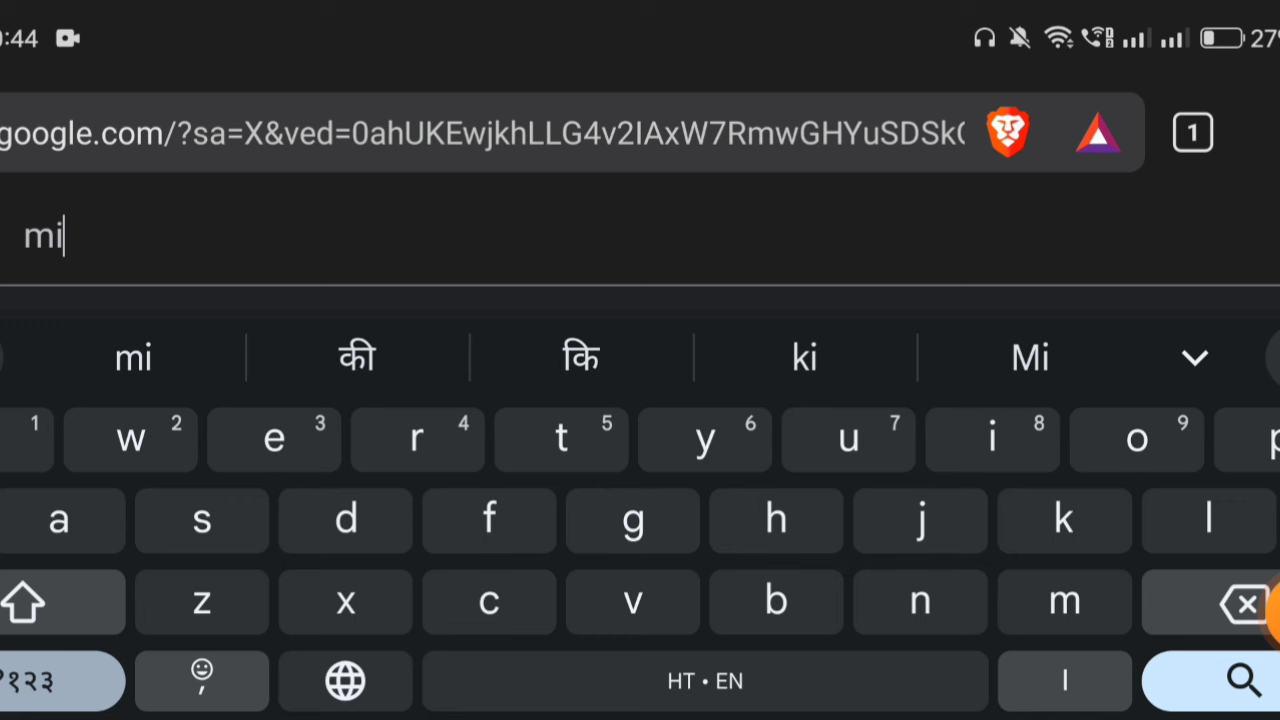 :44 27%
google.com/?sa=X&ved=0ahUKEwjkhLLG4v2IAxW7RmwGHYuSDSk 1
mi
mi की कि ki Mi
1 w 2 e 3 r 4 t 5 y 6 u 7 i 8 o 9 p
a s d f g h j k l
z x c v b n m
?१२३ , HT • EN ।